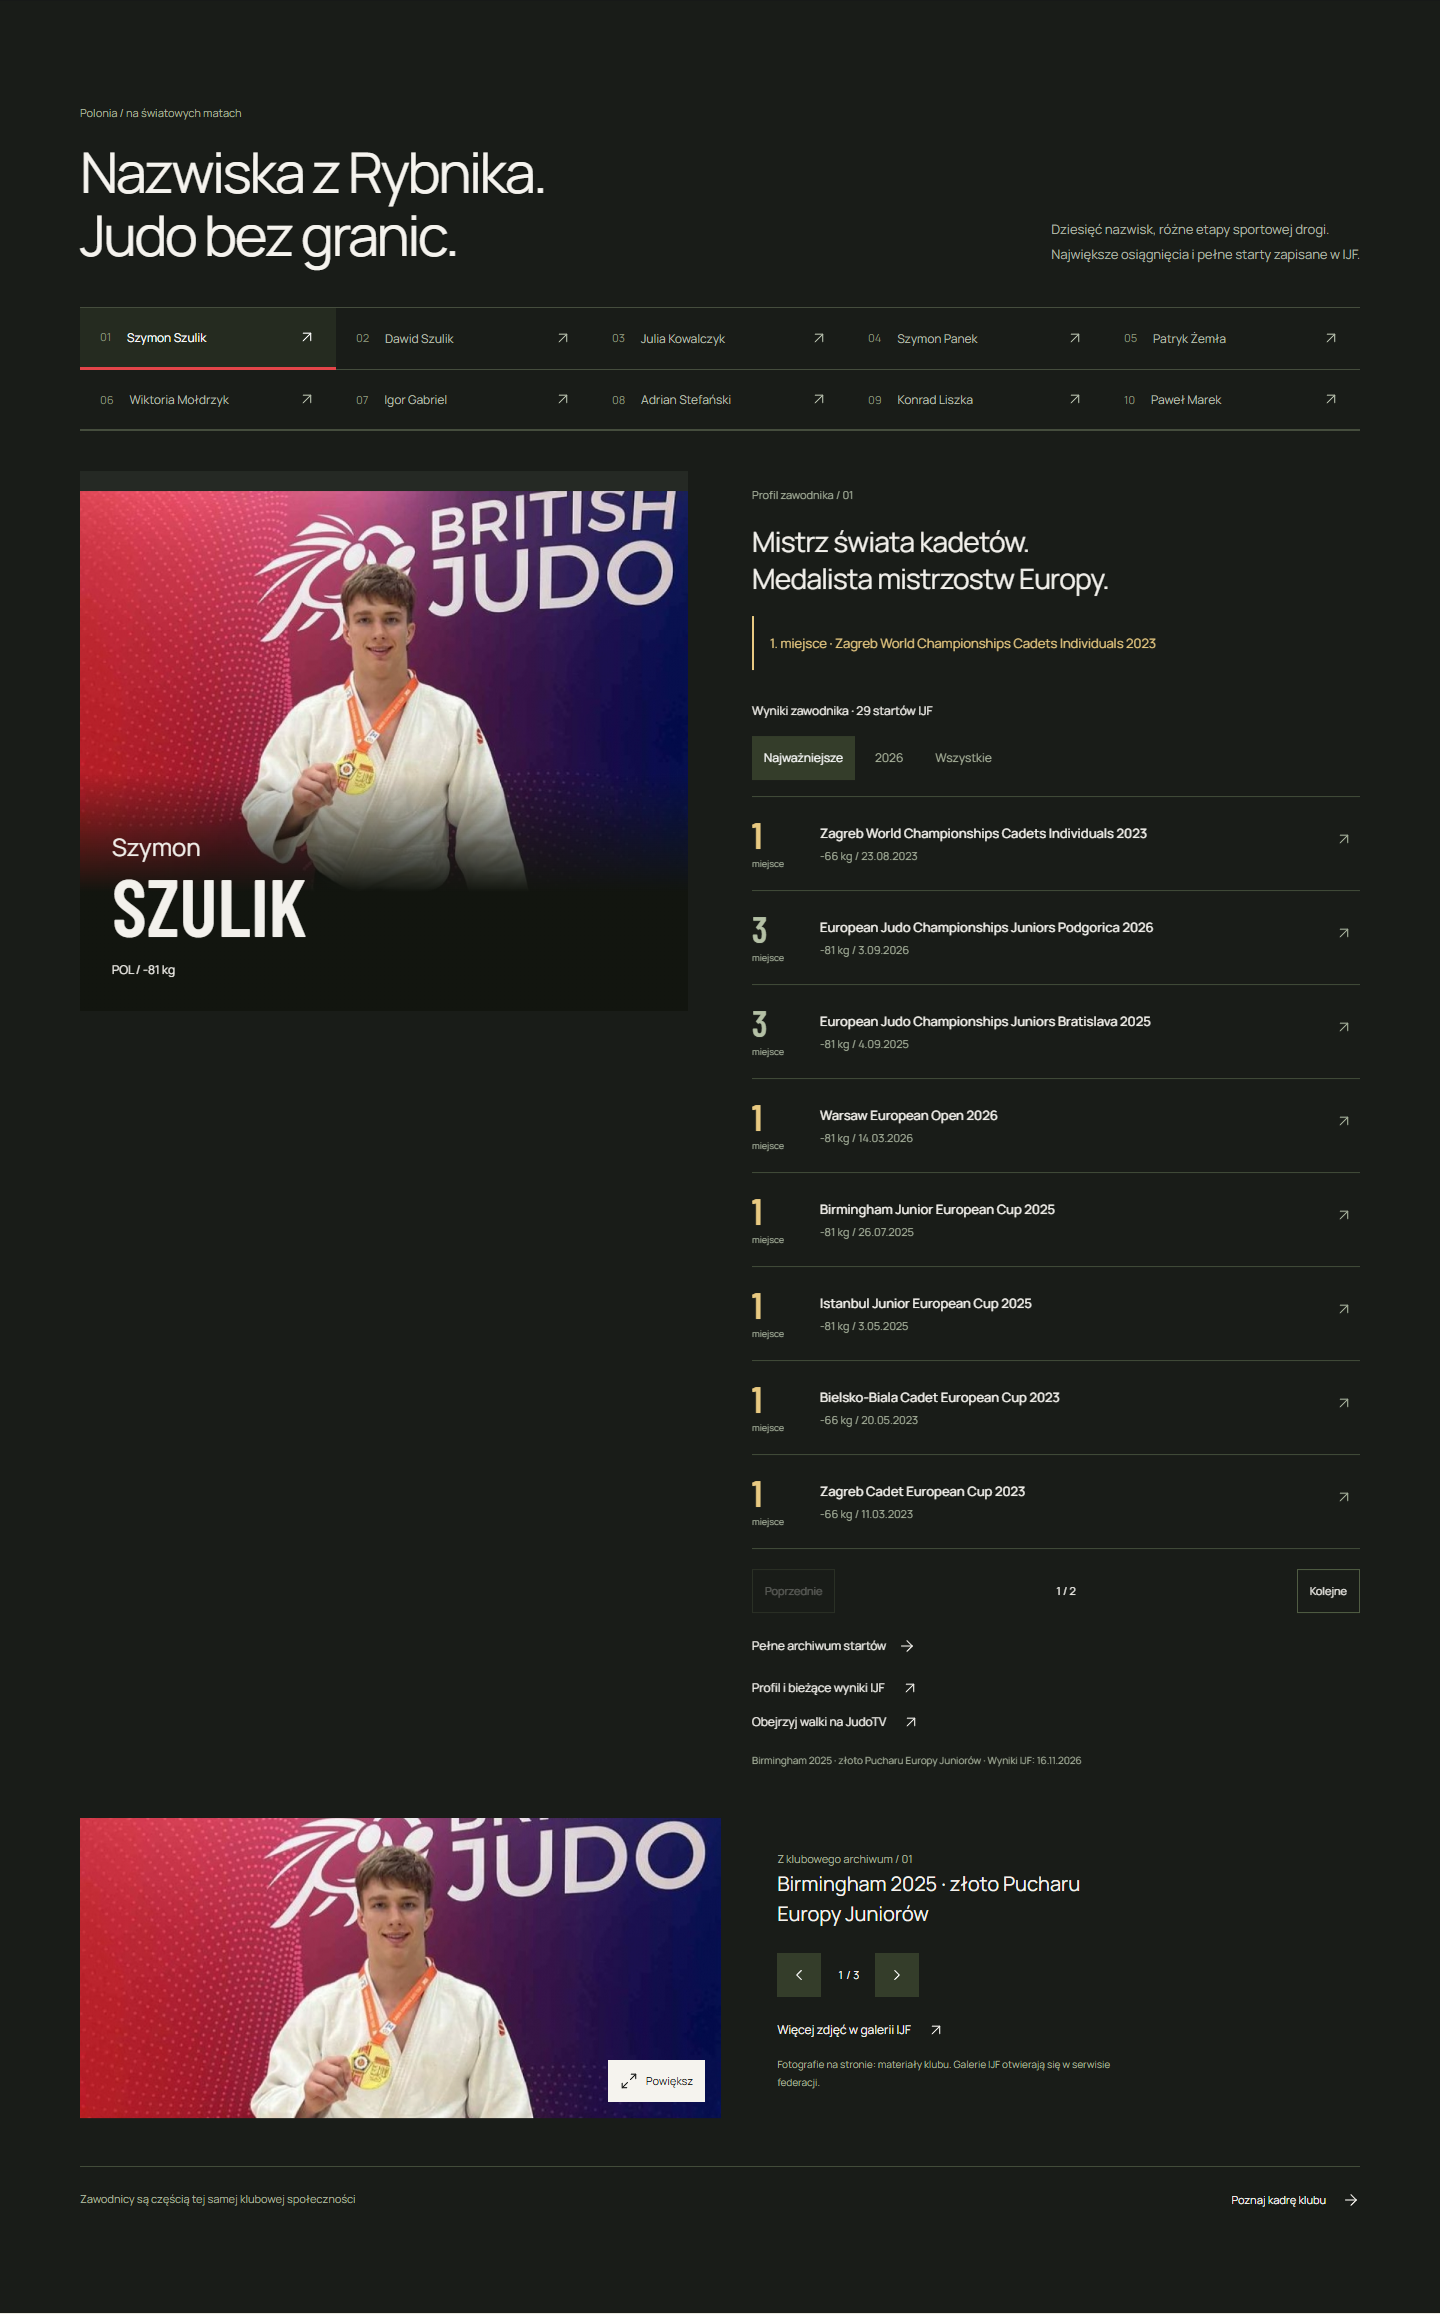 Polonia / na światowych matach
Nazwiska z Rybnika.
Judo bez granic.
Dziesięć nazwisk, różne etapy sportowej drogi.
Największe osiągnięcia i pełne starty zapisane w IJF.
01 Szymon Szulik
02 Dawid Szulik
03 Julia Kowalczyk
04 Szymon Panek
05 Patryk Żemła
06 Wiktoria Mołdrzyk
07 Igor Gabriel
08 Adrian Stefański
09 Konrad Liszka
10 Paweł Marek
BRITISH
JUDO
Szymon
SZULIK
POL / -81 kg
Profil zawodnika / 01
Mistrz świata kadetów.
Medalista mistrzostw Europy.
1. miejsce · Zagreb World Championships Cadets Individuals 2023
Wyniki zawodnika · 29 startów IJF
Najważniejsze 2026 Wszystkie
1 miejsce
Zagreb World Championships Cadets Individuals 2023
-66 kg / 23.08.2023
3 miejsce
European Judo Championships Juniors Podgorica 2026
-81 kg / 3.09.2026
3 miejsce
European Judo Championships Juniors Bratislava 2025
-81 kg / 4.09.2025
1 miejsce
Warsaw European Open 2026
-81 kg / 14.03.2026
1 miejsce
Birmingham Junior European Cup 2025
-81 kg / 26.07.2025
1 miejsce
Istanbul Junior European Cup 2025
-81 kg / 3.05.2025
1 miejsce
Bielsko-Biala Cadet European Cup 2023
-66 kg / 20.05.2023
1 miejsce
Zagreb Cadet European Cup 2023
-66 kg / 11.03.2023
Poprzednie 1 / 2 Kolejne
Pełne archiwum startów
Profil i bieżące wyniki IJF
Obejrzyj walki na JudoTV
Birmingham 2025 · złoto Pucharu Europy Juniorów · Wyniki IJF: 16.11.2026
JUDO
Powiększ
Z klubowego archiwum / 01
Birmingham 2025 · złoto Pucharu
Europy Juniorów
1 / 3
Więcej zdjęć w galerii IJF
Fotografie na stronie: materiały klubu. Galerie IJF otwierają się w serwisie
federacji.
Zawodnicy są częścią tej samej klubowej społeczności
Poznaj kadrę klubu